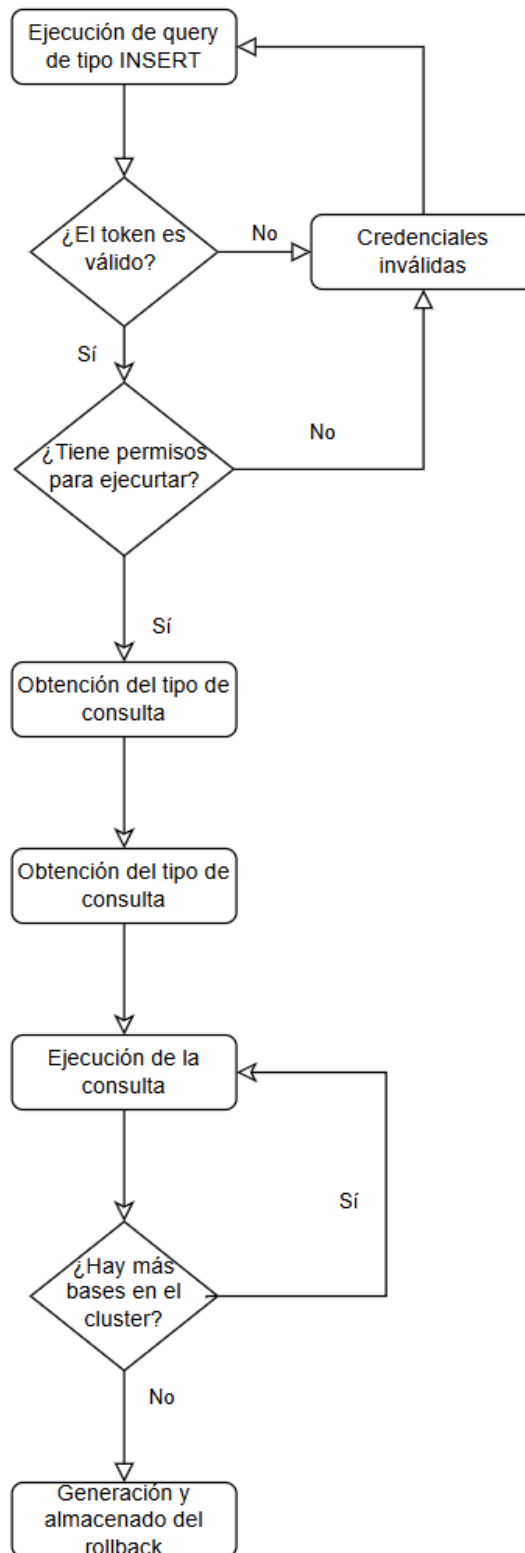 Ejecución de query
de tipo INSERT
¿El token es
válido?
No
Credenciales
inválidas
Sí
¿Tiene permisos
para ejecurtar?
No
Sí
Obtención del tipo de
consulta
Obtención del tipo de
consulta
Ejecución de la
consulta
Sí
¿Hay más
bases en el
cluster?
No
Generación y
almacenado del
rollback